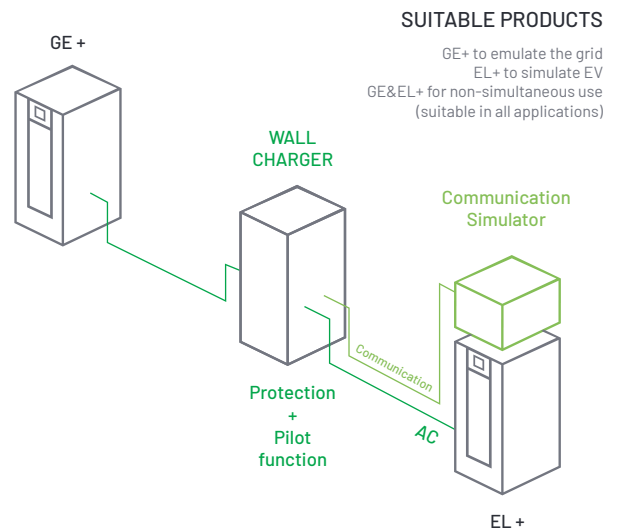 SUITABLE PRODUCTS
GE+ to emulate the grid
EL+ to simulate EV
GE&EL+ for non-simultaneous use
(suitable in all applications)
GE +
WALL
CHARGER
Communication
Simulator
Communication
Protection
+
Pilot
function
AC
EL +